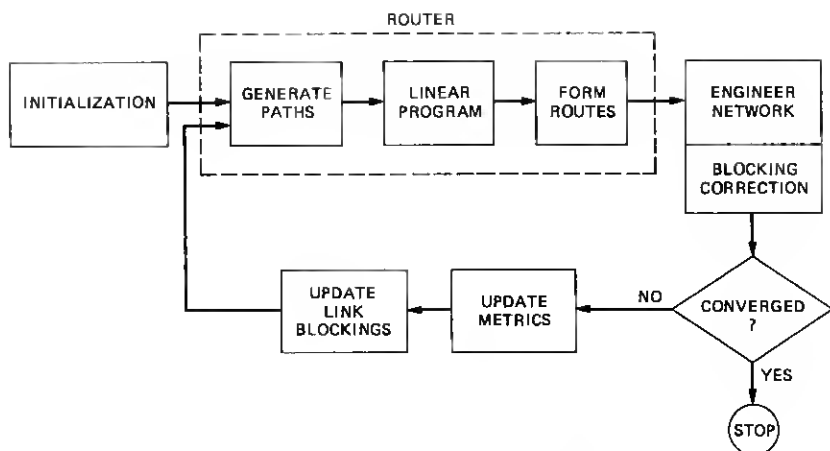 ROUTER
INITIALIZATION
GENERATE
PATHS
LINEAR
PROGRAM
FORM
ROUTES
ENGINEER
NETWORK
BLOCKING
CORRECTION
CONVERGED
?
NO
YES
STOP
UPDATE
METRICS
UPDATE
LINK
BLOCKINGS